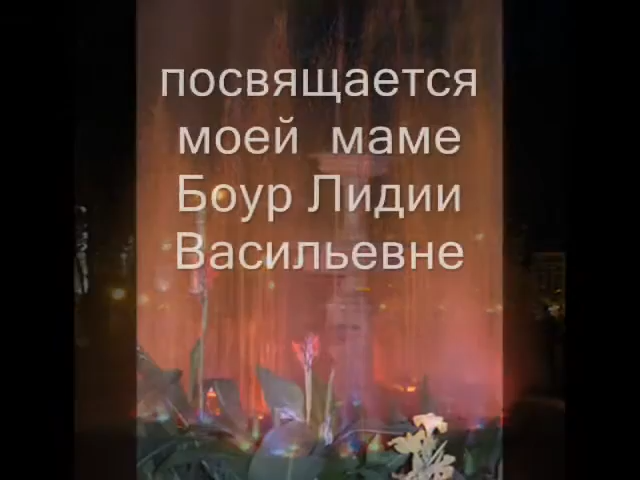 посвящается
моей маме
Боур Лидии
Васильевне